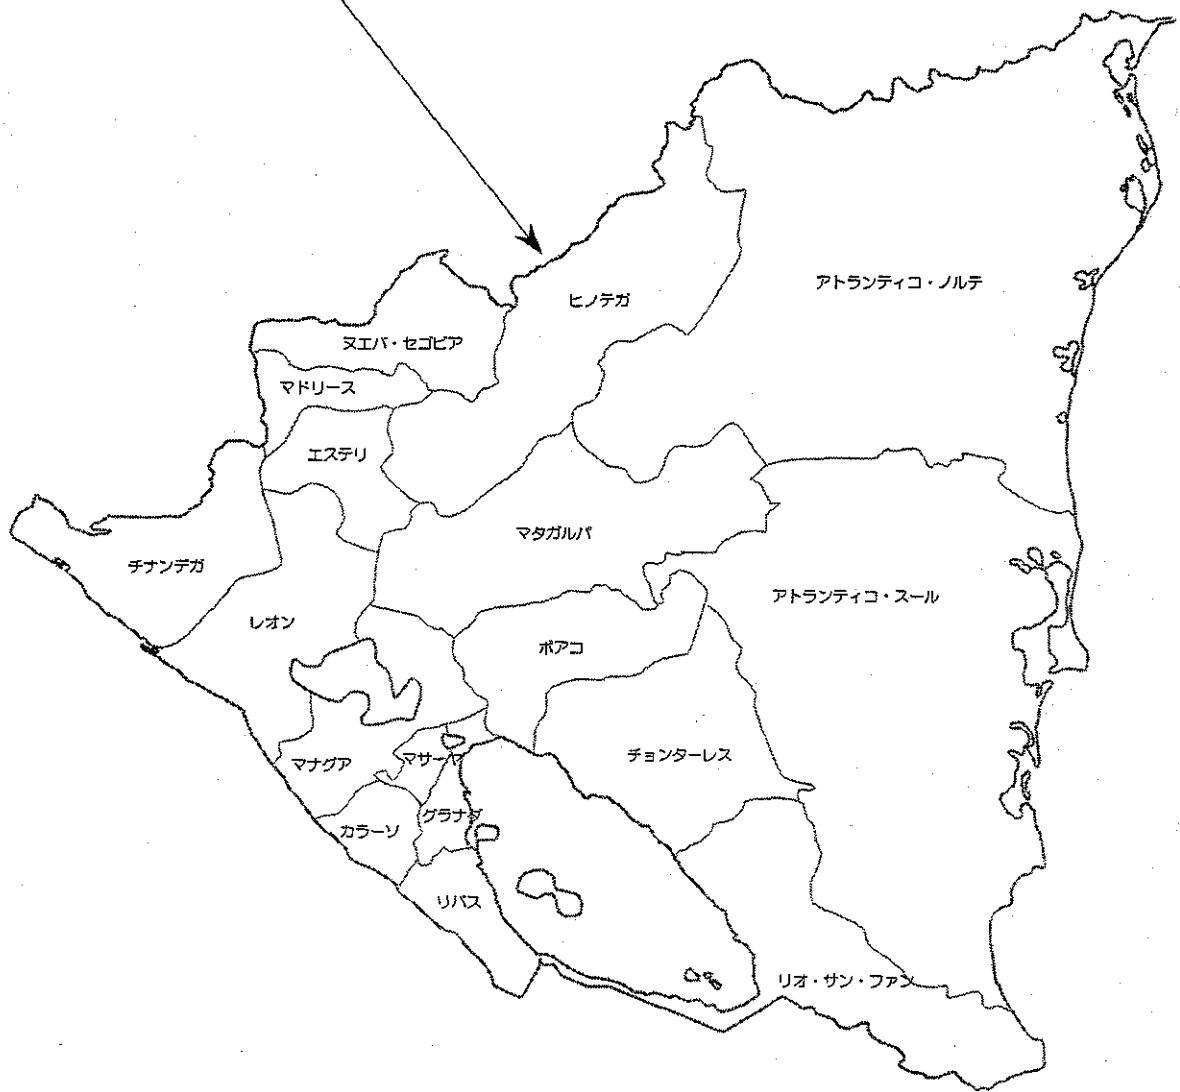 アトランティコ・ノルテ
ヒノテガ
ヌエバ・セゴビア
マドリース
エステリ
マタガルパ
チナンデガ
アトランティコ・スール
レオン
ボアコ
チョンターレス
マナグア
マサーヤ
グラナダ
カラーソ
リバス
リオ・サン・ファン